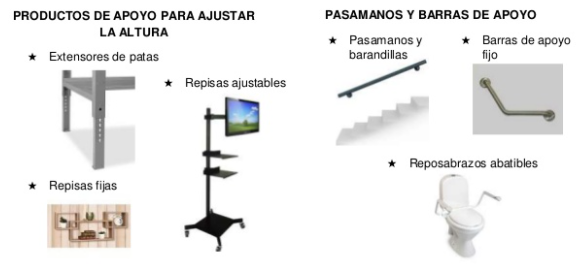 PRODUCTOS DE APOYO PARA AJUSTAR
LA ALTURA
★ Extensores de patas
★ Repisas ajustables
★ Repisas fijas
PASAMANOS Y BARRAS DE APOYO
★ Pasamanos y
barandillas
★ Barras de apoyo
fijo
★ Reposabrazos abatibles